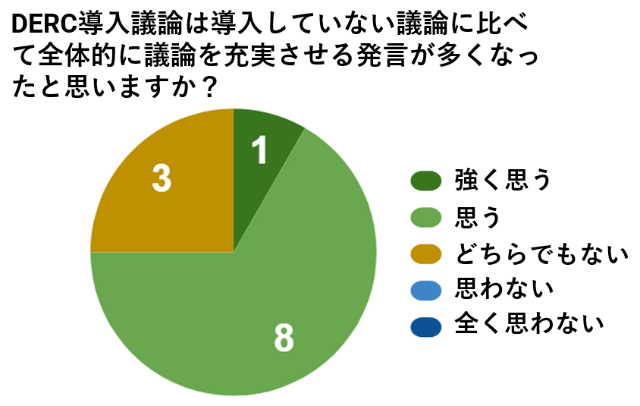 DERC導入議論は導入していない議論に比べ
て全体的に議論を充実させる発言が多くなっ
たと思いますか？
1
3
8
強く思う
思う
どちらでもない
思わない
全く思わない